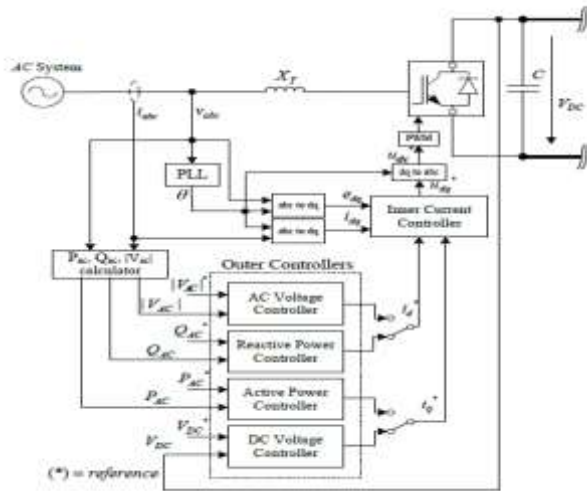 AC System
X_T
C
V_DC
i_abc
v_abc
PWM
u_abc*
PLL
dq to abc
θ
u_dq*
abc to dq
e_dq
abc to dq
i_dq
Inner Current
Controller
P_AC, Q_AC, |V_AC|
calculator
Outer Controllers
|V_AC|*
|V_AC|
AC Voltage
Controller
i_d*
Q_AC*
Q_AC
Reactive Power
Controller
P_AC*
P_AC
Active Power
Controller
i_q*
V_DC*
V_DC
DC Voltage
Controller
(*) = reference